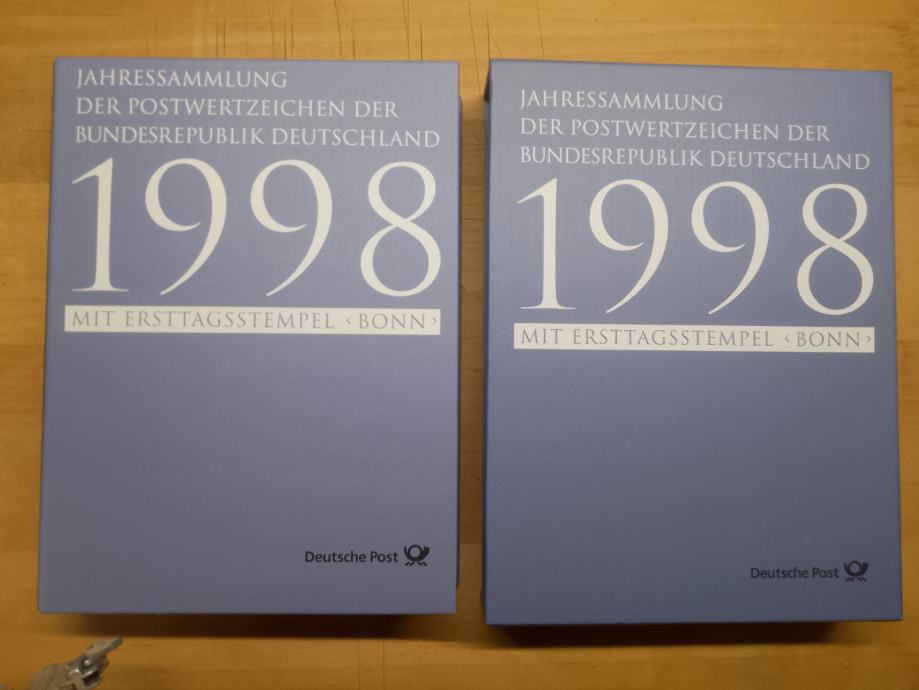 JAHRESSAMMLUNG
DER POSTWERTZEICHEN DER
BUNDESREPUBLIK DEUTSCHLAND
1998
MIT ERSTTAGSSTEMPEL ‹BONN›
Deutsche Post
JAHRESSAMMLUNG
DER POSTWERTZEICHEN DER
BUNDESREPUBLIK DEUTSCHLAND
1998
MIT ERSTTAGSSTEMPEL ‹BONN›
Deutsche Post